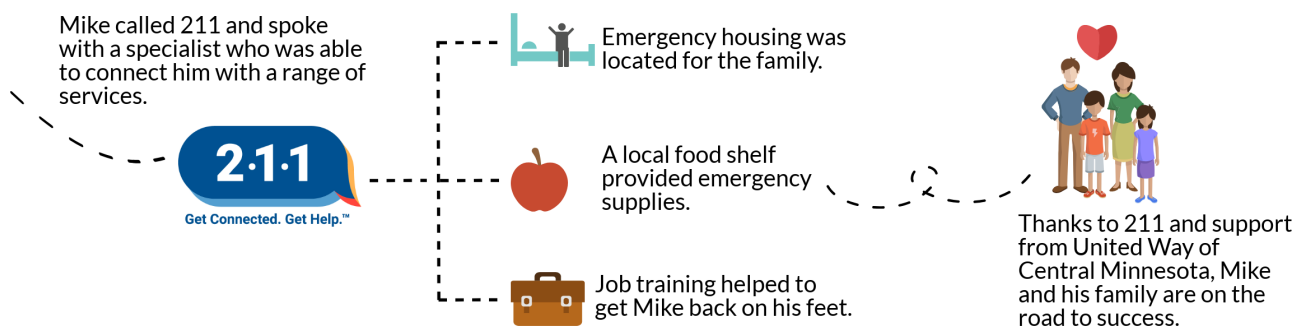 Mike called 211 and spoke
with a specialist who was able
to connect him with a range of
services.
2·1·1
Get Connected. Get Help.™
Emergency housing was
located for the family.
A local food shelf
provided emergency
supplies.
Job training helped to
get Mike back on his feet.
Thanks to 211 and support
from United Way of
Central Minnesota, Mike
and his family are on the
road to success.